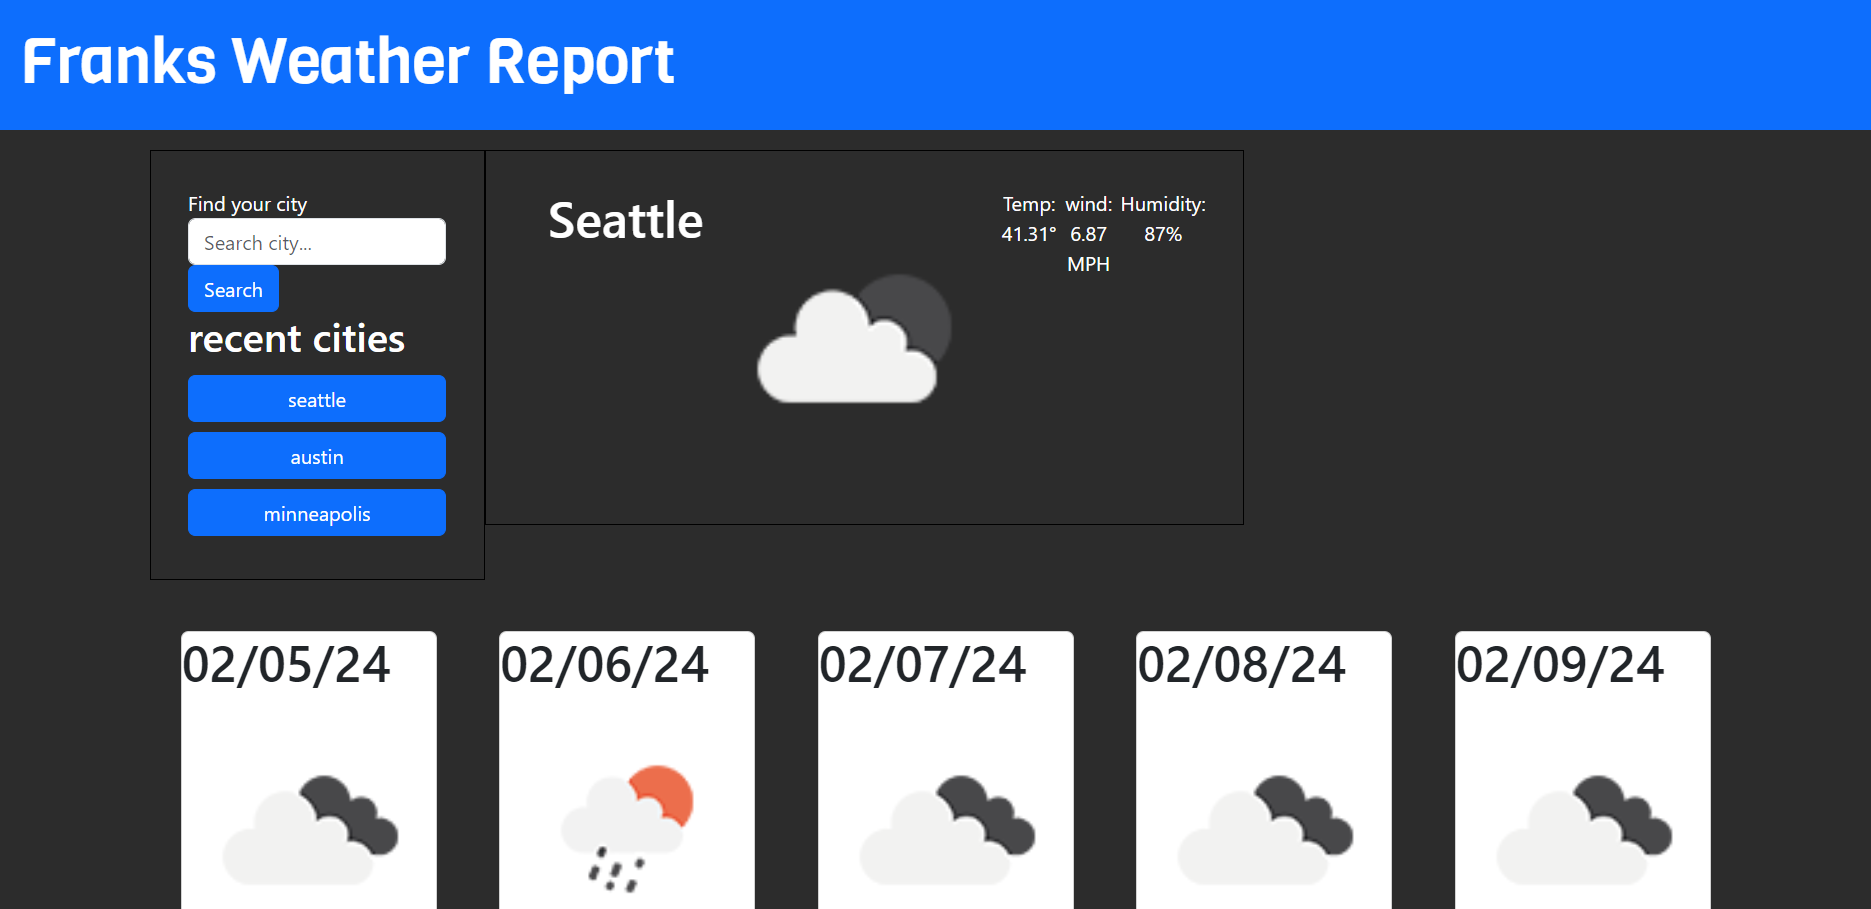 Franks Weather Report
Find your city
Search city...
Search
recent cities
seattle
austin
minneapolis
Seattle
Temp: wind: Humidity:
41.31° 6.87 87%
MPH
02/05/24
02/06/24
02/07/24
02/08/24
02/09/24